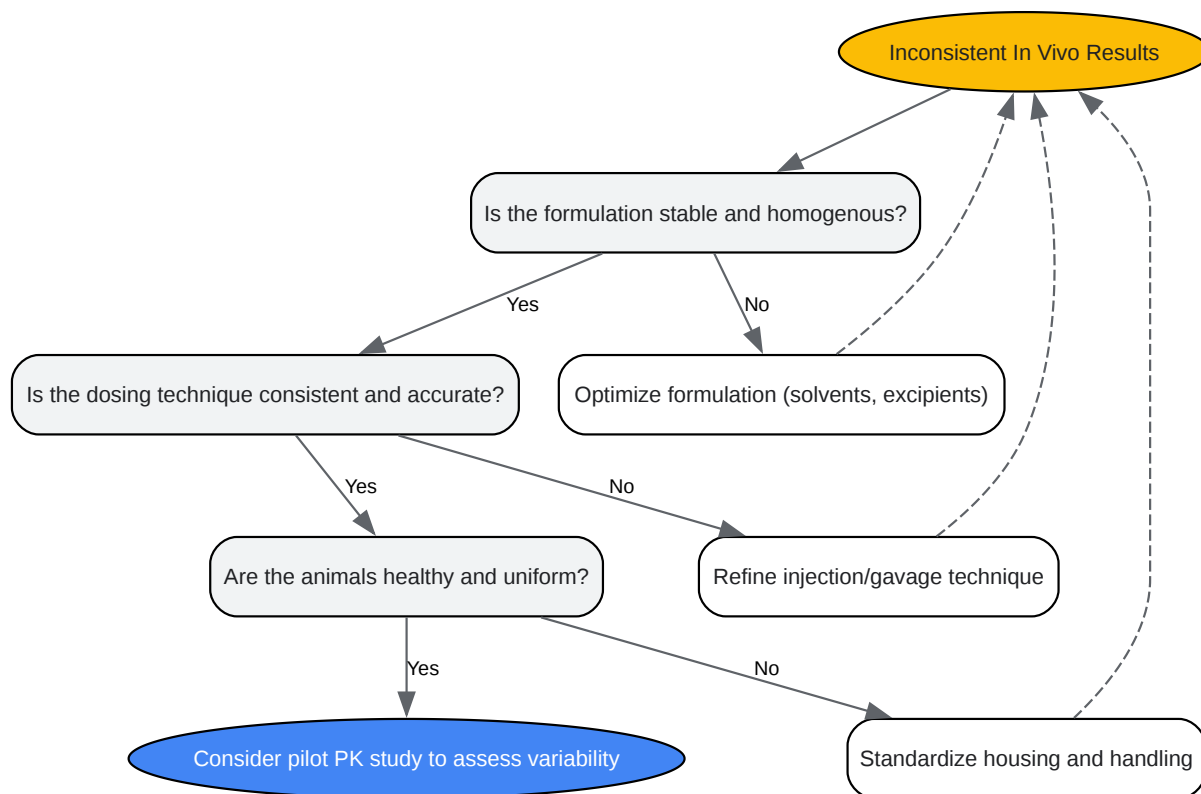 Inconsistent In Vivo Results
Is the formulation stable and homogenous?
Yes
No
Is the dosing technique consistent and accurate?
Optimize formulation (solvents, excipients)
Yes
No
Are the animals healthy and uniform?
Refine injection/gavage technique
Yes
No
Consider pilot PK study to assess variability
Standardize housing and handling